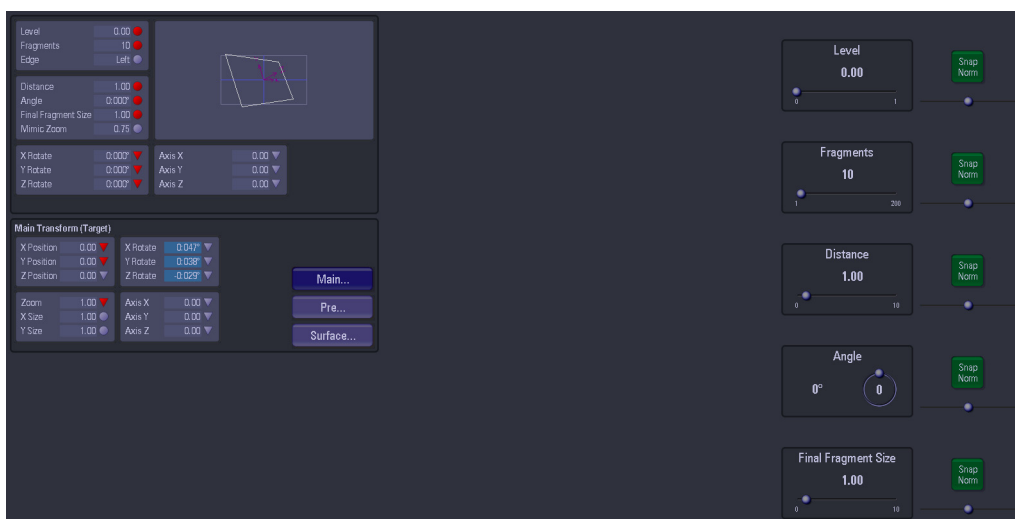 Level 0.00
Fragments 10
Edge Left
Distance 1.00
Angle 0:000°
Final Fragment Size 1.00
Mimic Zoom 0.75
X Rotate 0:000° Axis X 0.00
Y Rotate 0:000° Axis Y 0.00
Z Rotate 0:000° Axis Z 0.00
Main Transform (Target)
X Position 0.00 X Rotate 0:047°
Y Position 0.00 Y Rotate 0:038°
Z Position 0.00 Z Rotate -0:029°
Zoom 1.00 Axis X 0.00
X Size 1.00 Axis Y 0.00
Y Size 1.00 Axis Z 0.00
Main...
Pre...
Surface...
Level
0.00
0 1
Snap
Norm
Fragments
10
1 200
Snap
Norm
Distance
1.00
0 10
Snap
Norm
Angle
0° 0
Snap
Norm
Final Fragment Size
1.00
0 10
Snap
Norm